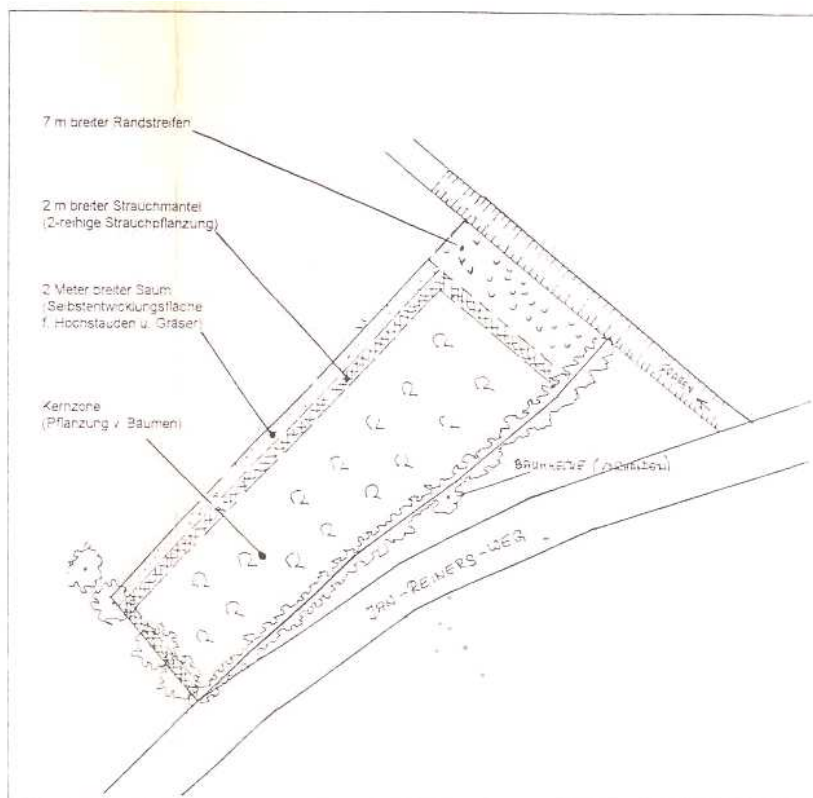 7 m breiter Randstreifen
2 m breiter Strauchmantel
(2-reihige Strauchpflanzung)
2 Meter breiter Saum
(Selbstentwicklungsfläche
f. Hochstauden u. Gräser)
Kernzone
(Pflanzung v. Bäumen)
GRABEN
JAN-REINERS-WEG